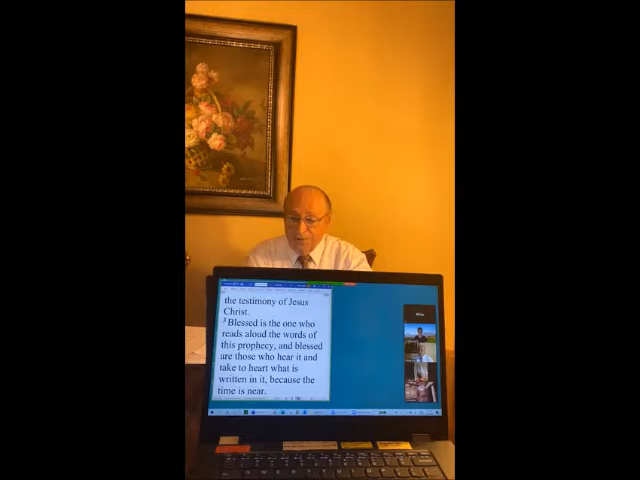 the testimony of Jesus
Christ.
3 Blessed is the one who
reads aloud the words of
this prophecy, and blessed
are those who hear it and
take to heart what is
written in it, because the
time is near.